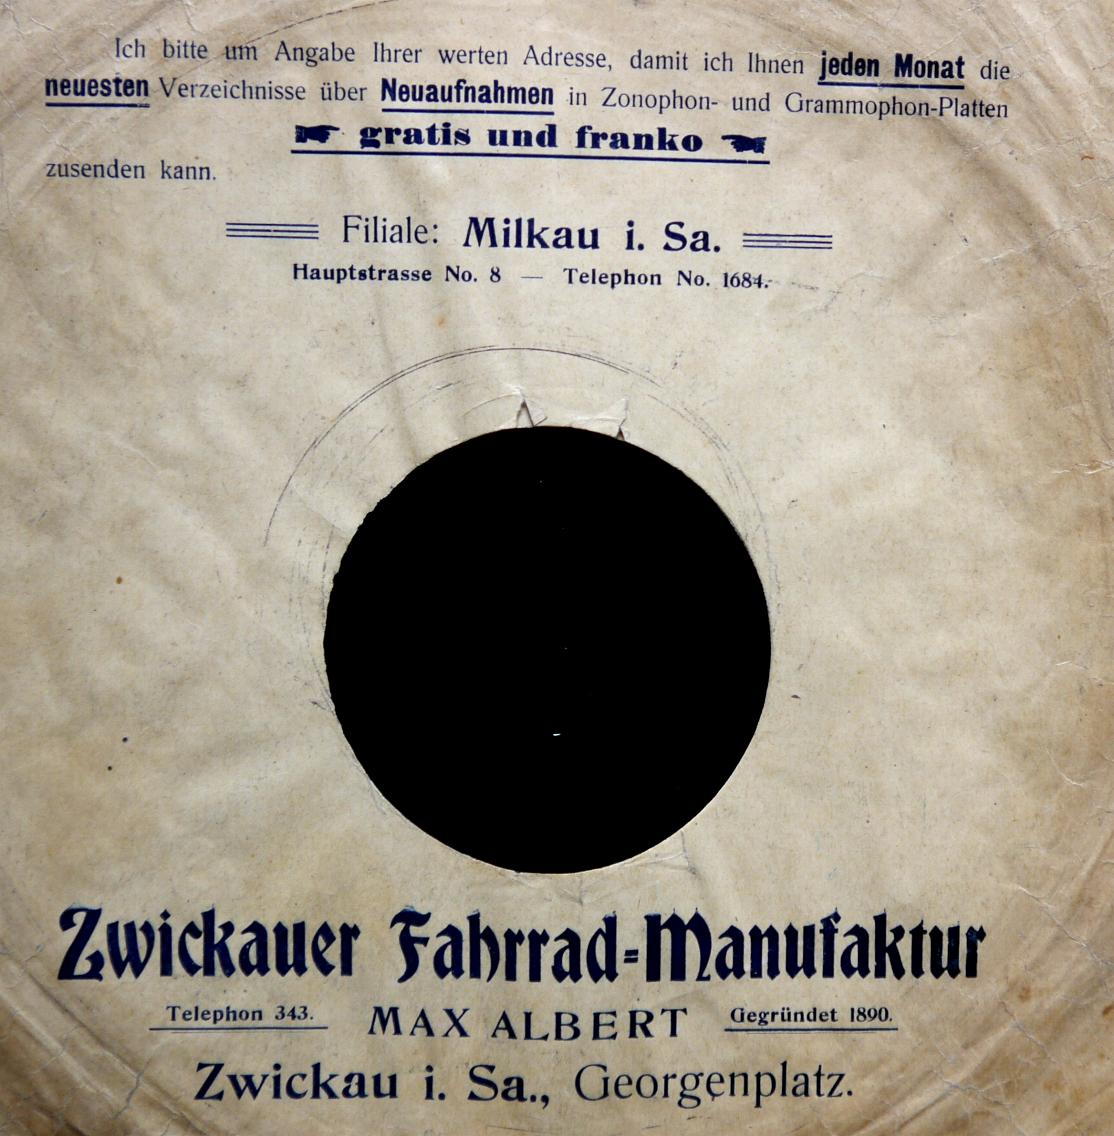 Ich bitte um Angabe Ihrer werten Adresse, damit ich Ihnen jeden Monat die
neuesten Verzeichnisse über Neuaufnahmen in Zonophon- und Grammophon-Platten
gratis und franko
zusenden kann.
Filiale: Milkau i. Sa.
Hauptstrasse No. 8 — Telephon No. 1684.
Zwickauer Fahrrad-Manufaktur
Telephon 343. MAX ALBERT Gegründet 1890.
Zwickau i. Sa., Georgenplatz.